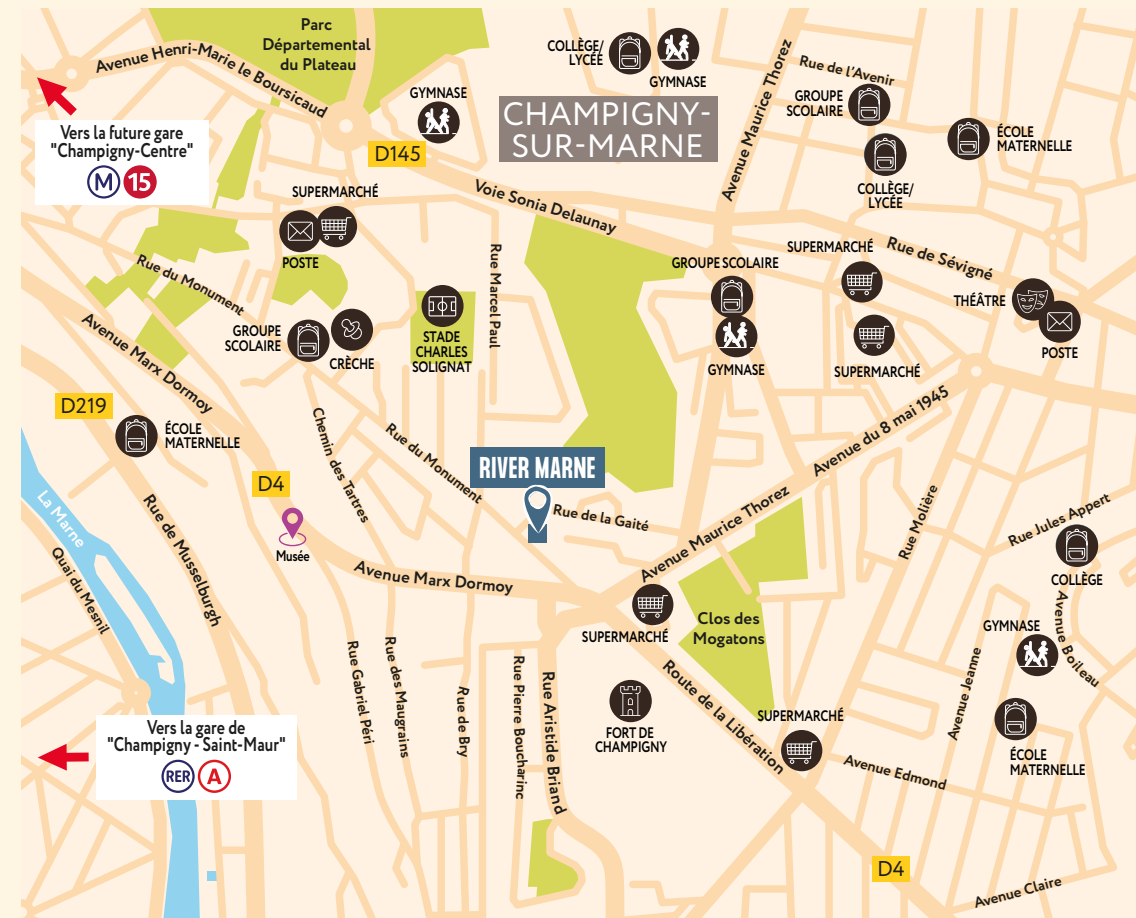 Parc
Départemental
du Plateau
Avenue Henri-Marie le Boursicaud
COLLÈGE/
LYCÉE
GYMNASE
Avenue Maurice Thorez
Rue de l'Avenir
GROUPE
SCOLAIRE
GYMNASE
CHAMPIGNY-
SUR-MARNE
ÉCOLE
MATERNELLE
Vers la future gare
"Champigny-Centre"
M 15
D145
COLLÈGE/
LYCÉE
SUPERMARCHÉ
POSTE
Voie Sonia Delaunay
Rue Marcel Paul
Rue du Monument
GROUPE SCOLAIRE
GYMNASE
SUPERMARCHÉ
Rue de Sévigné
THÉÂTRE
POSTE
SUPERMARCHÉ
Avenue Marx Dormoy
GROUPE
SCOLAIRE
CRÈCHE
STADE
CHARLES
SOLIGNAT
D219
ÉCOLE
MATERNELLE
Chemin des Tartres
Rue du Monument
RIVER MARNE
Rue de la Gaité
Avenue du 8 mai 1945
D4
Musée
La Marne
Quai du Mesnil
Rue de Musselburgh
Avenue Marx Dormoy
Avenue Maurice Thorez
Rue Molière
Rue Jules Appert
COLLÈGE
SUPERMARCHÉ
Clos des
Mogatons
GYMNASE
Avenue Boileau
Rue Gabriel Péri
Rue des Maugrains
Rue de Bry
Rue Pierre Boucharinc
Rue Aristide Briand
Route de la Libération
Avenue Jeanne
FORT DE
CHAMPIGNY
SUPERMARCHÉ
ÉCOLE
MATERNELLE
Vers la gare de
"Champigny - Saint-Maur"
RER A
Avenue Edmond
D4
Avenue Claire